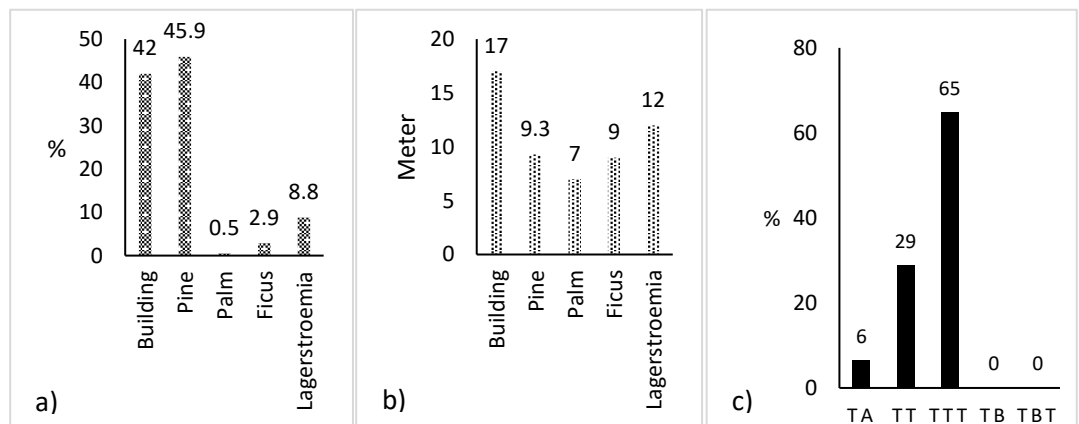 50
40
30
20
10
0
%
42
45.9
0.5
2.9
8.8
Building
Pine
Palm
Ficus
Lagerstroemia
a)
20
15
10
5
0
Meter
17
9.3
7
9
12
Building
Pine
Palm
Ficus
Lagerstroemia
b)
80
60
40
20
0
%
6
29
65
0
0
TA TT TTT TB TBT
c)